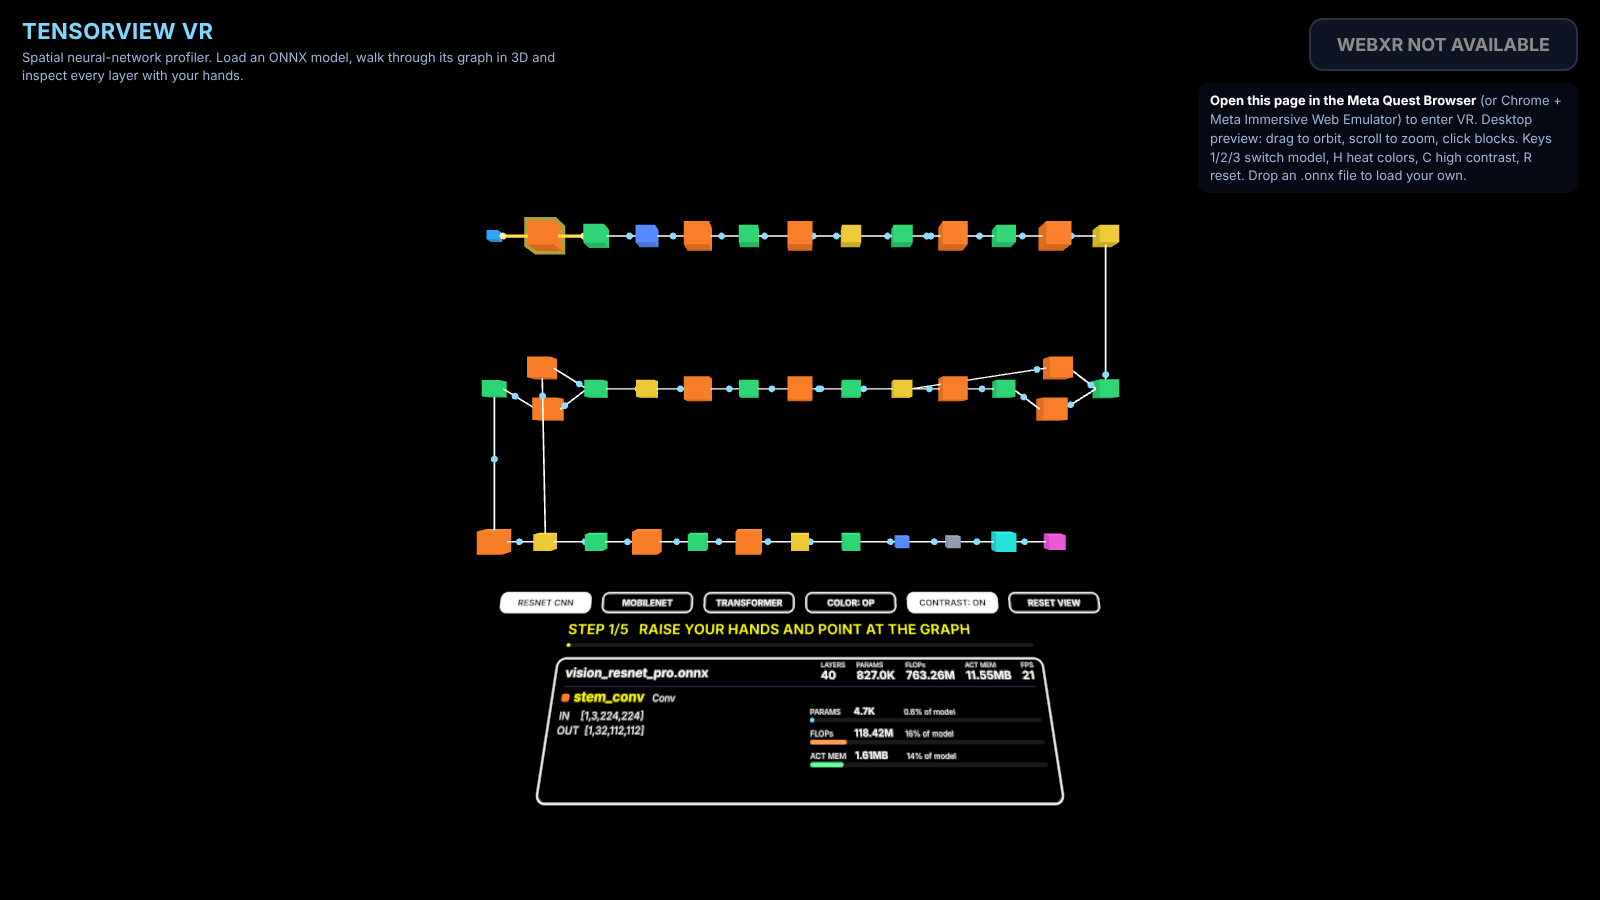 TENSORVIEW VR
Spatial neural-network profiler. Load an ONNX model, walk through its graph in 3D and
inspect every layer with your hands.
WEBXR NOT AVAILABLE
Open this page in the Meta Quest Browser (or Chrome +
Meta Immersive Web Emulator) to enter VR. Desktop
preview: drag to orbit, scroll to zoom, click blocks. Keys
1/2/3 switch model, H heat colors, C high contrast, R
reset. Drop an .onnx file to load your own.
RESNET CNN MOBILENET TRANSFORMER COLOR: OP CONTRAST: ON RESET VIEW
STEP 1/5 RAISE YOUR HANDS AND POINT AT THE GRAPH
LAYERS PARAMS FLOPs ACT MEM FPS
vision_resnet_pro.onnx 40 827.0K 763.26M 11.55MB 21
stem_conv Conv
IN [1,3,224,224]
OUT [1,32,112,112]
PARAMS 4.7K 0.6% of model
FLOPs 118.42M 16% of model
ACT MEM 1.61MB 14% of model